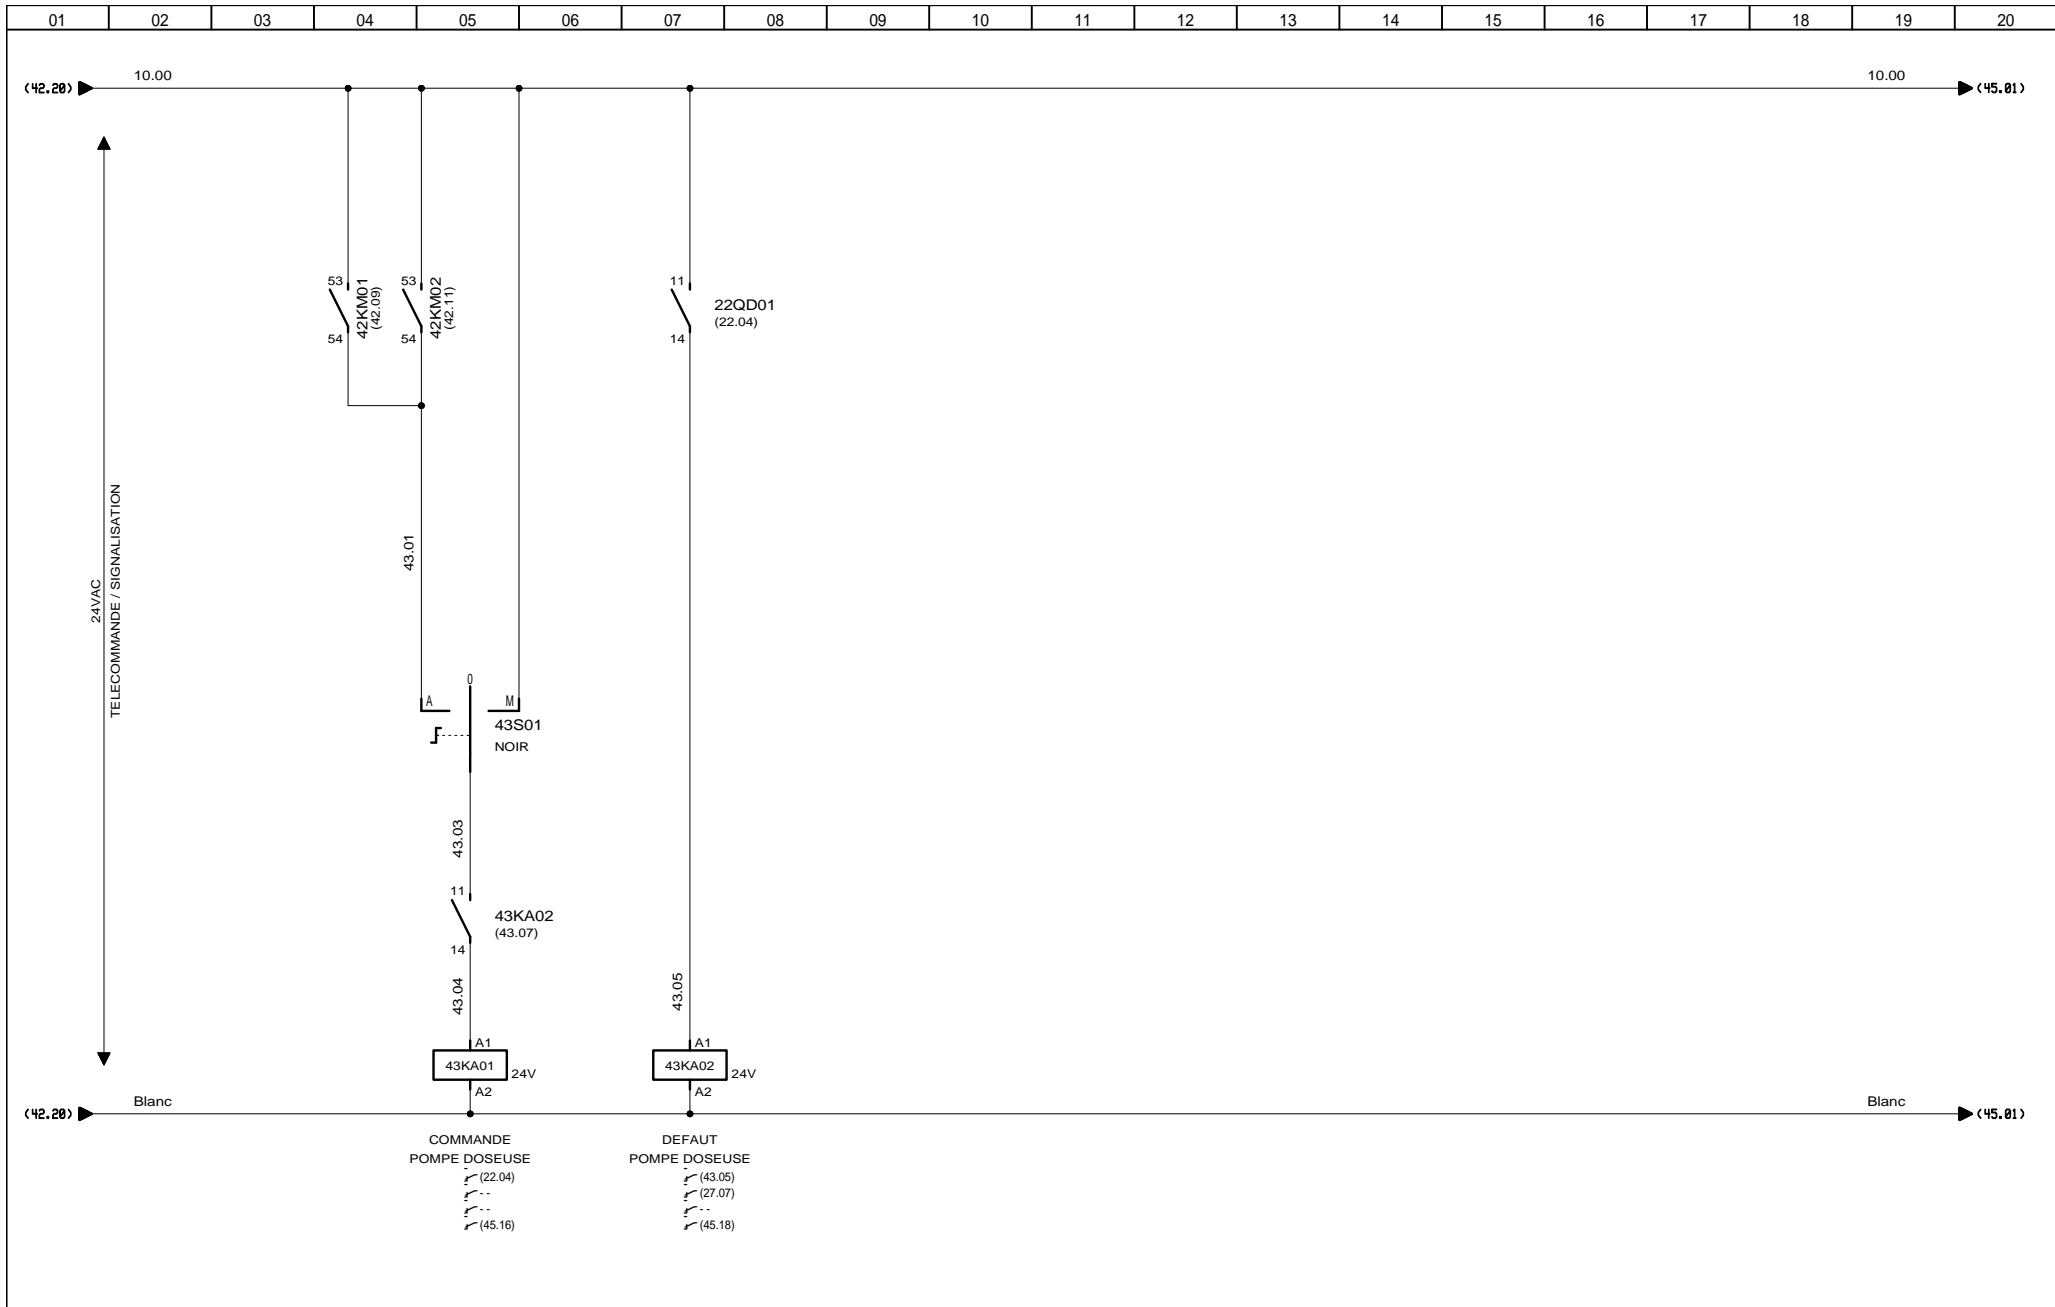 01 02 03 04 05 06 07 08 09 10 11 12 13 14 15 16 17 18 19 20
10.00 10.00
(42.20) (45.01)
53 53 11
42KM01
(42.09)
42KM02
(42.11)
22QD01
(22.04)
54 54 14
24VAC
TELECOMMANDE / SIGNALISATION
43.01
0
A M
43S01
NOIR
43.03
11
43KA02
(43.07)
14
43.04 43.05
A1 A1
43KA01 24V 43KA02 24V
A2 A2
Blanc Blanc
(42.20) (45.01)
COMMANDE
POMPE DOSEUSE
(22.04)
--
--
(45.16)
DEFAUT
POMPE DOSEUSE
(43.05)
(27.07)
--
(45.18)